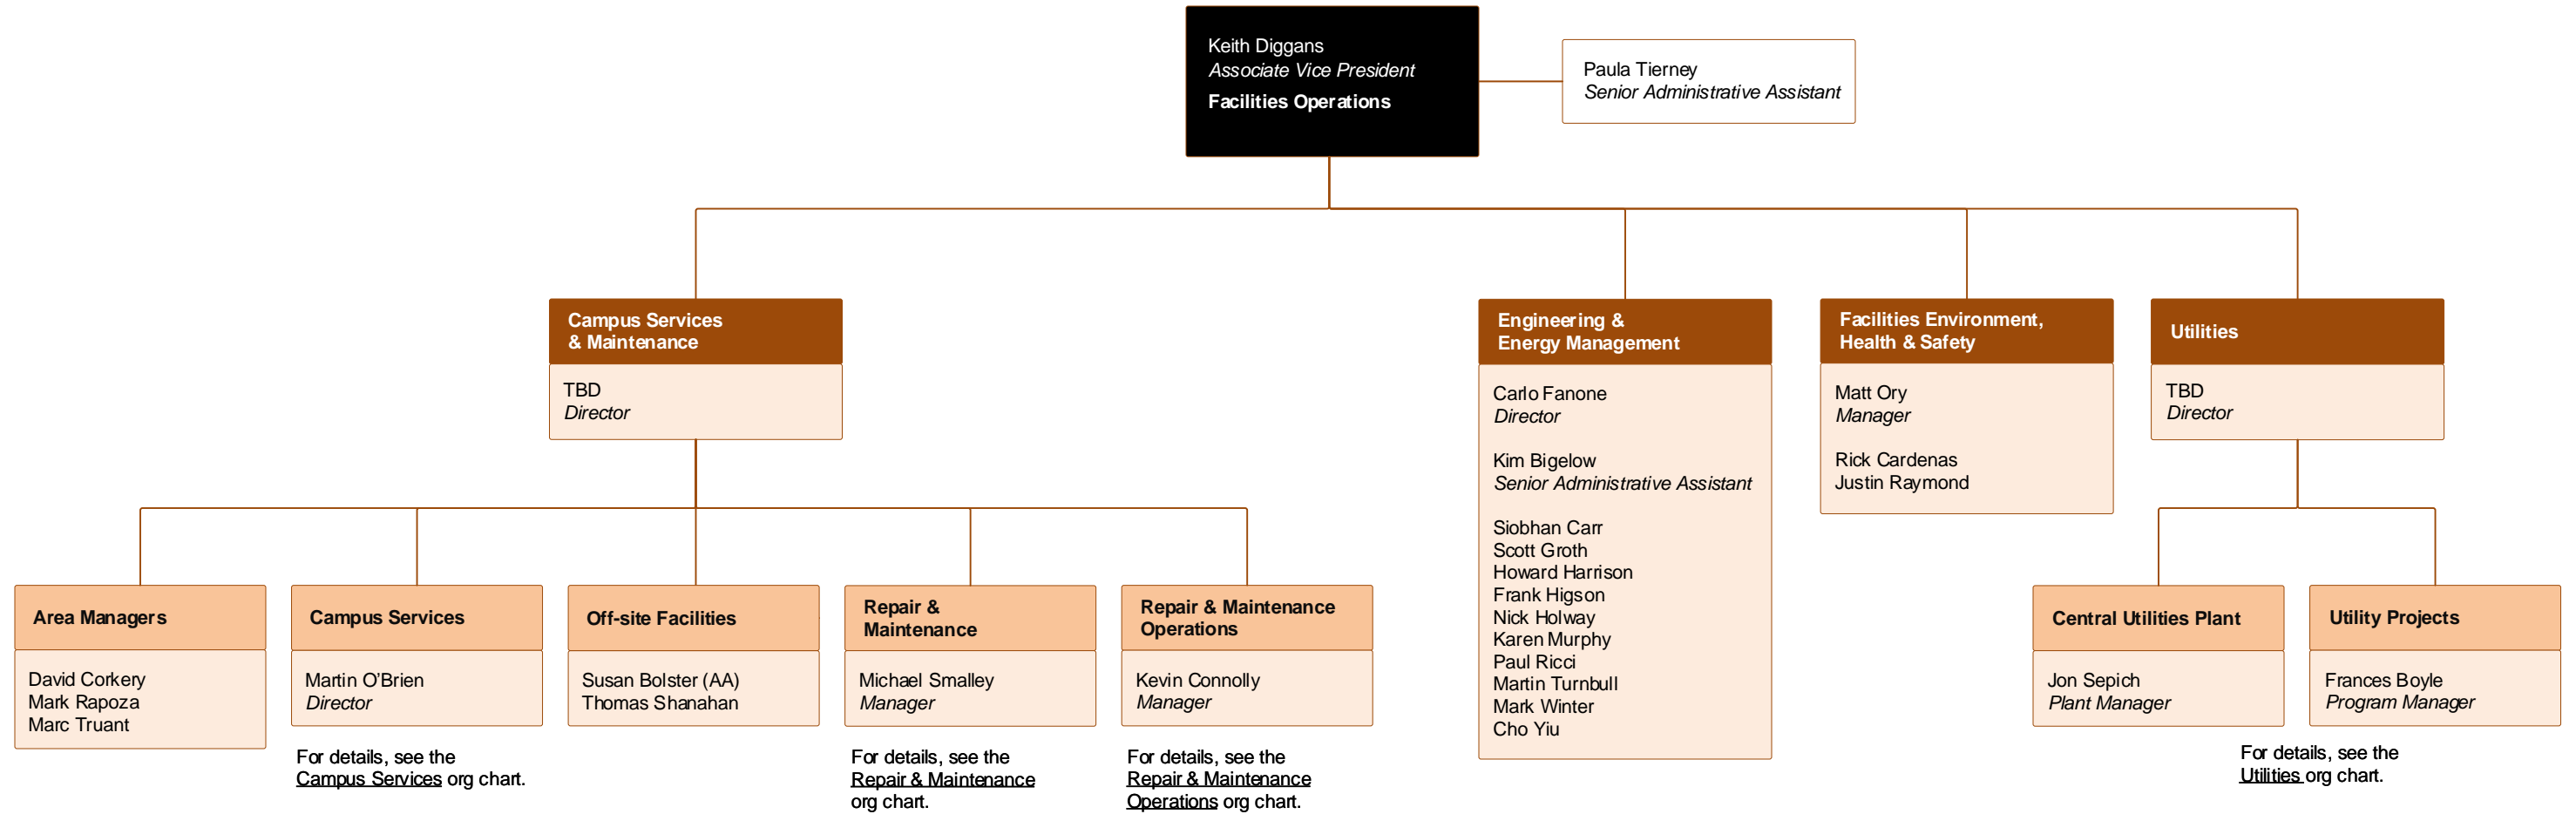 Keith Diggans
Associate Vice President
Facilities Operations
Paula Tierney
Senior Administrative Assistant
Campus Services
& Maintenance
TBD
Director
Engineering &
Energy Management
Carlo Fanone
Director
Kim Bigelow
Senior Administrative Assistant
Siobhan Carr
Scott Groth
Howard Harrison
Frank Higson
Nick Holway
Karen Murphy
Paul Ricci
Martin Turnbull
Mark Winter
Cho Yiu
Facilities Environment,
Health & Safety
Matt Ory
Manager
Rick Cardenas
Justin Raymond
Utilities
TBD
Director
Area Managers
David Corkery
Mark Rapoza
Marc Truant
Campus Services
Martin O’Brien
Director
For details, see the
Campus Services org chart.
Off-site Facilities
Susan Bolster (AA)
Thomas Shanahan
Repair &
Maintenance
Michael Smalley
Manager
For details, see the
Repair & Maintenance
org chart.
Repair & Maintenance
Operations
Kevin Connolly
Manager
For details, see the
Repair & Maintenance
Operations org chart.
Central Utilities Plant
Jon Sepich
Plant Manager
Utility Projects
Frances Boyle
Program Manager
For details, see the
Utilities org chart.